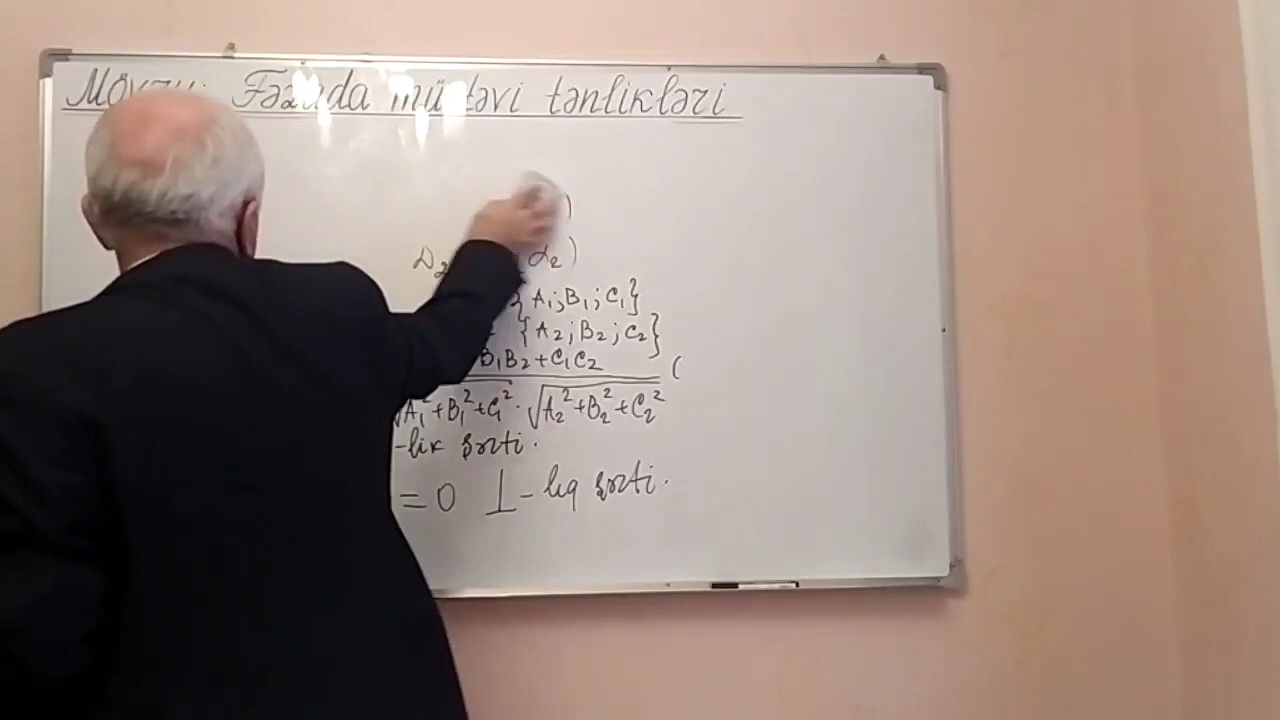 Mövzu: Fəzada müstəvi tənlikləri
)
D₂ α₂)
{A₁; B₁; C₁}
{A₂; B₂; C₂}
B₁B₂+C₁C₂ (
√A₁²+B₁²+C₁² · √A₂²+B₂²+C₂²
-lik şərti.
=0 ⊥- lıq şərti.